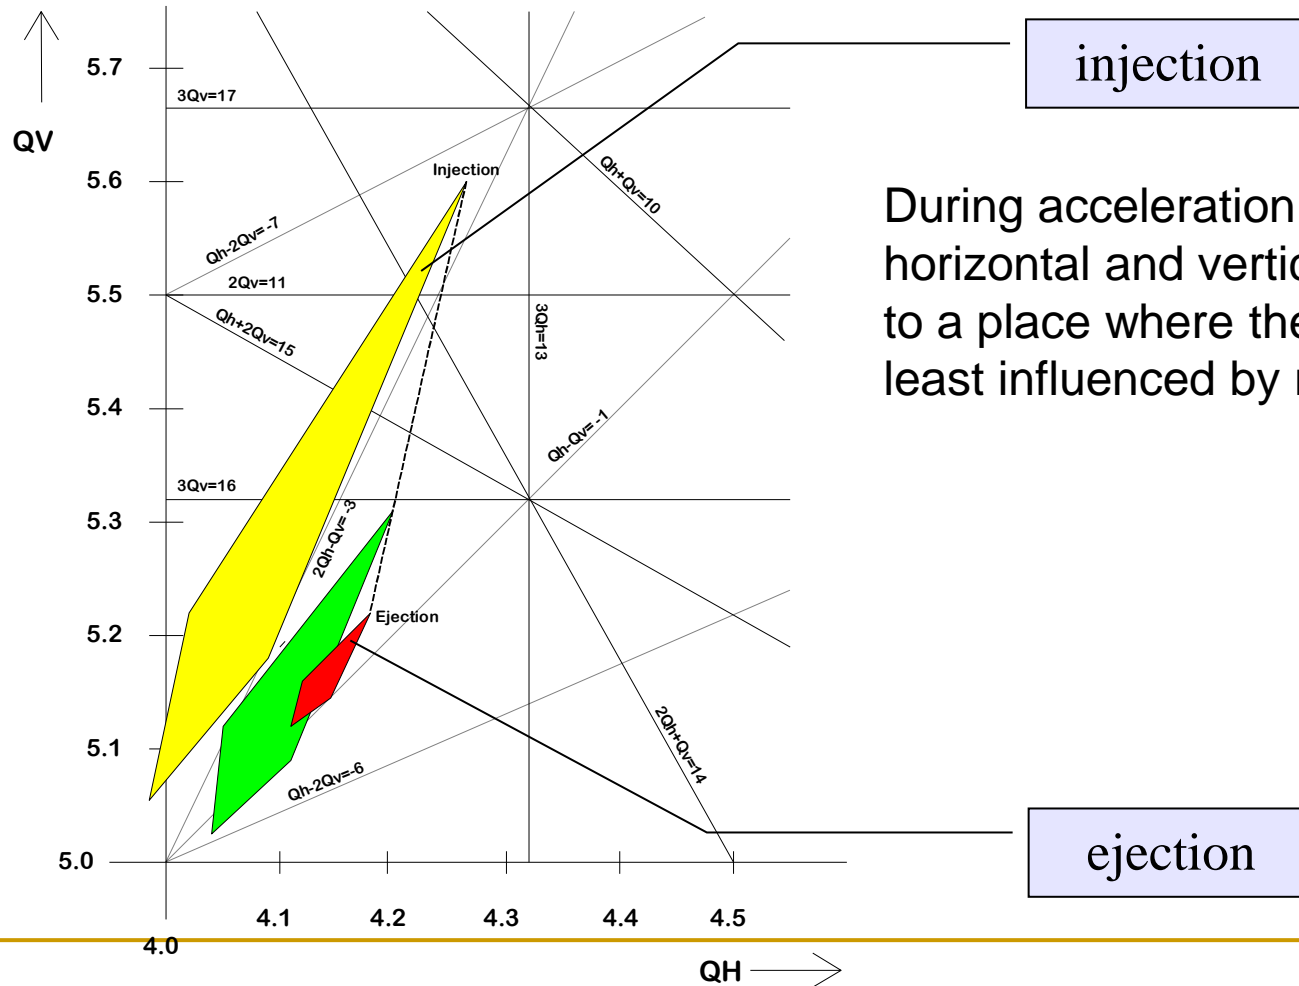 QV
5.7
5.6
5.5
5.4
5.3
5.2
5.1
5.0
3Qv=17
Injection
Qh+Qv=10
Qh-2Qv= -7
2Qv=11
Qh+2Qv=15
3Qh=13
Qh-Qv= -1
3Qv=16
2Qh-Qv= -3
Ejection
2Qh+Qv=14
Qh-2Qv=-6
4.0
4.1
4.2
4.3
4.4
4.5
QH
injection
During acceleration
horizontal and
to a place where
least influenced by
ejection